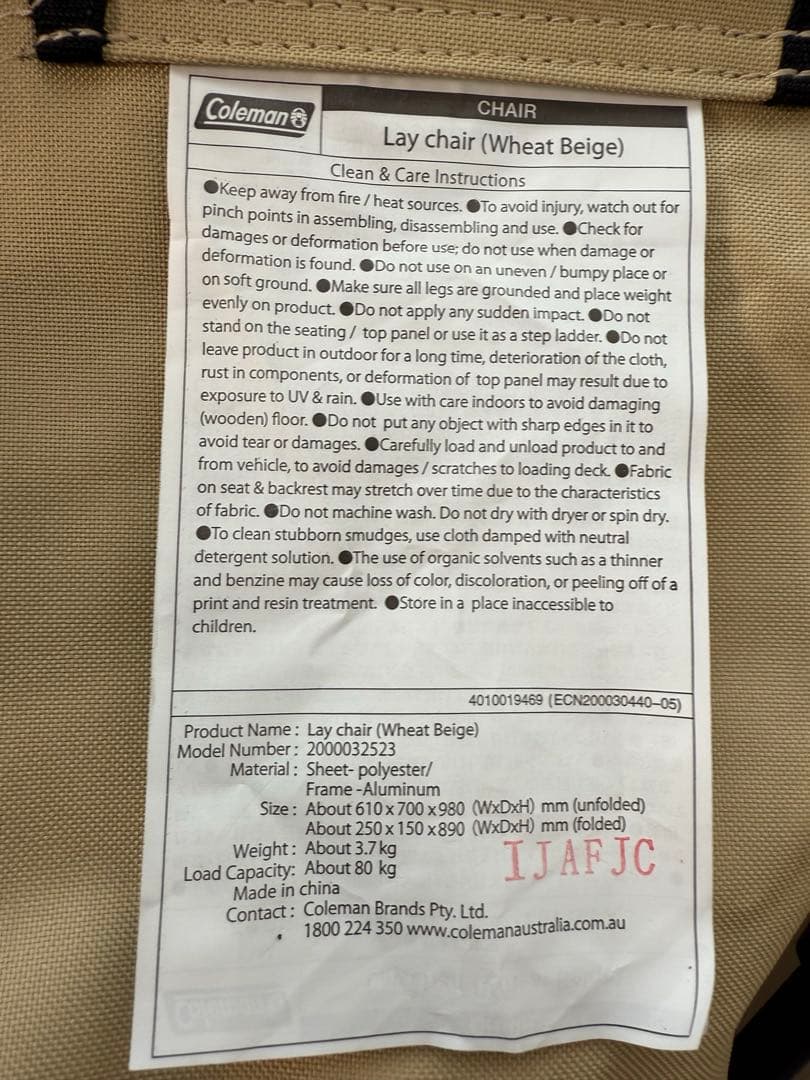 Coleman
CHAIR
Lay chair (Wheat Beige)
Clean & Care Instructions
●Keep away from fire / heat sources. ●To avoid injury, watch out for
pinch points in assembling, disassembling and use. ●Check for
damages or deformation before use; do not use when damage or
deformation is found. ●Do not use on an uneven / bumpy place or
on soft ground. ●Make sure all legs are grounded and place weight
evenly on product. ●Do not apply any sudden impact. ●Do not
stand on the seating / top panel or use it as a step ladder. ●Do not
leave product in outdoor for a long time, deterioration of the cloth,
rust in components, or deformation of top panel may result due to
exposure to UV & rain. ●Use with care indoors to avoid damaging
(wooden) floor. ●Do not put any object with sharp edges in it to
avoid tear or damages. ●Carefully load and unload product to and
from vehicle, to avoid damages / scratches to loading deck. ●Fabric
on seat & backrest may stretch over time due to the characteristics
of fabric. ●Do not machine wash. Do not dry with dryer or spin dry.
●To clean stubborn smudges, use cloth damped with neutral
detergent solution. ●The use of organic solvents such as a thinner
and benzine may cause loss of color, discoloration, or peeling off of a
print and resin treatment. ●Store in a place inaccessible to
children.
4010019469 (ECN200030440-05)
Product Name : Lay chair (Wheat Beige)
Model Number : 2000032523
Material : Sheet- polyester/
Frame -Aluminum
Size : About 610 x 700 x 980 (WxDxH) mm (unfolded)
About 250 x 150 x 890 (WxDxH) mm (folded)
Weight : About 3.7 kg
Load Capacity: About 80 kg
IJAFJC
Made in china
Contact : Coleman Brands Pty. Ltd.
1800 224 350 www.colemanaustralia.com.au